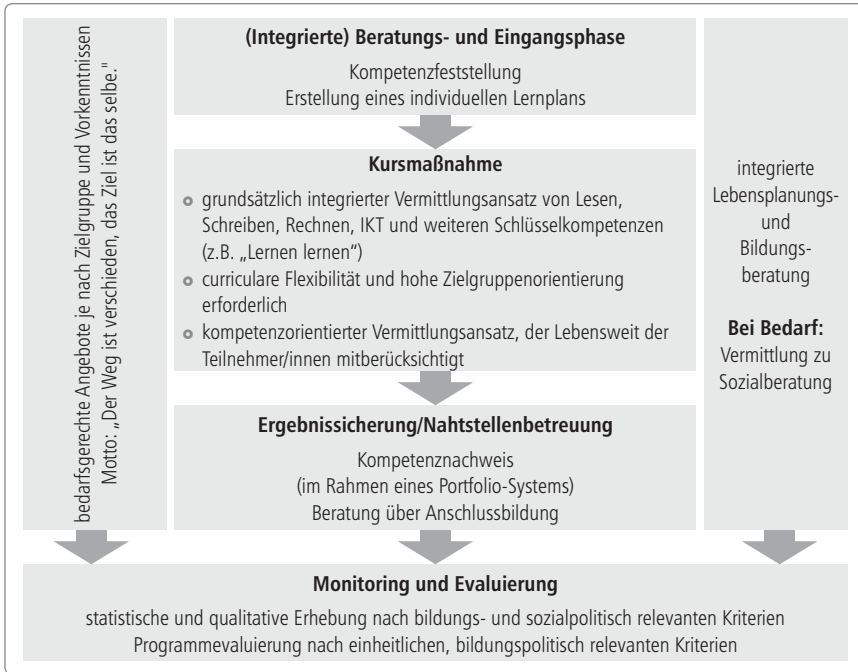 bedarfsgerechte Angebote je nach Zielgruppe und Vorkenntnissen
Motto: „Der Weg ist verschieden, das Ziel ist das selbe."
(Integrierte) Beratungs- und Eingangsphase
Kompetenzfeststellung
Erstellung eines individuellen Lernplans
Kursmaßnahme
grundsätzlich integrierter Vermittlungsansatz von Lesen,
Schreiben, Rechnen, IKT und weiteren Schlüsselkompetenzen
(z.B. „Lernen lernen“)
curriculare Flexibilität und hohe Zielgruppenorientierung
erforderlich
kompetenzorientierter Vermittlungsansatz, der Lebensweit der
Teilnehmer/innen mitberücksichtigt
Ergebnissicherung/Nahtstellenbetreuung
Kompetenznachweis
(im Rahmen eines Portfolio-Systems)
Beratung über Anschlussbildung
integrierte
Lebensplanungs-
und
Bildungs-
beratung
Bei Bedarf:
Vermittlung zu
Sozialberatung
Monitoring und Evaluierung
statistische und qualitative Erhebung nach bildungs- und sozialpolitisch relevanten Kriterien
Programmevaluierung nach einheitlichen, bildungspolitisch relevanten Kriterien